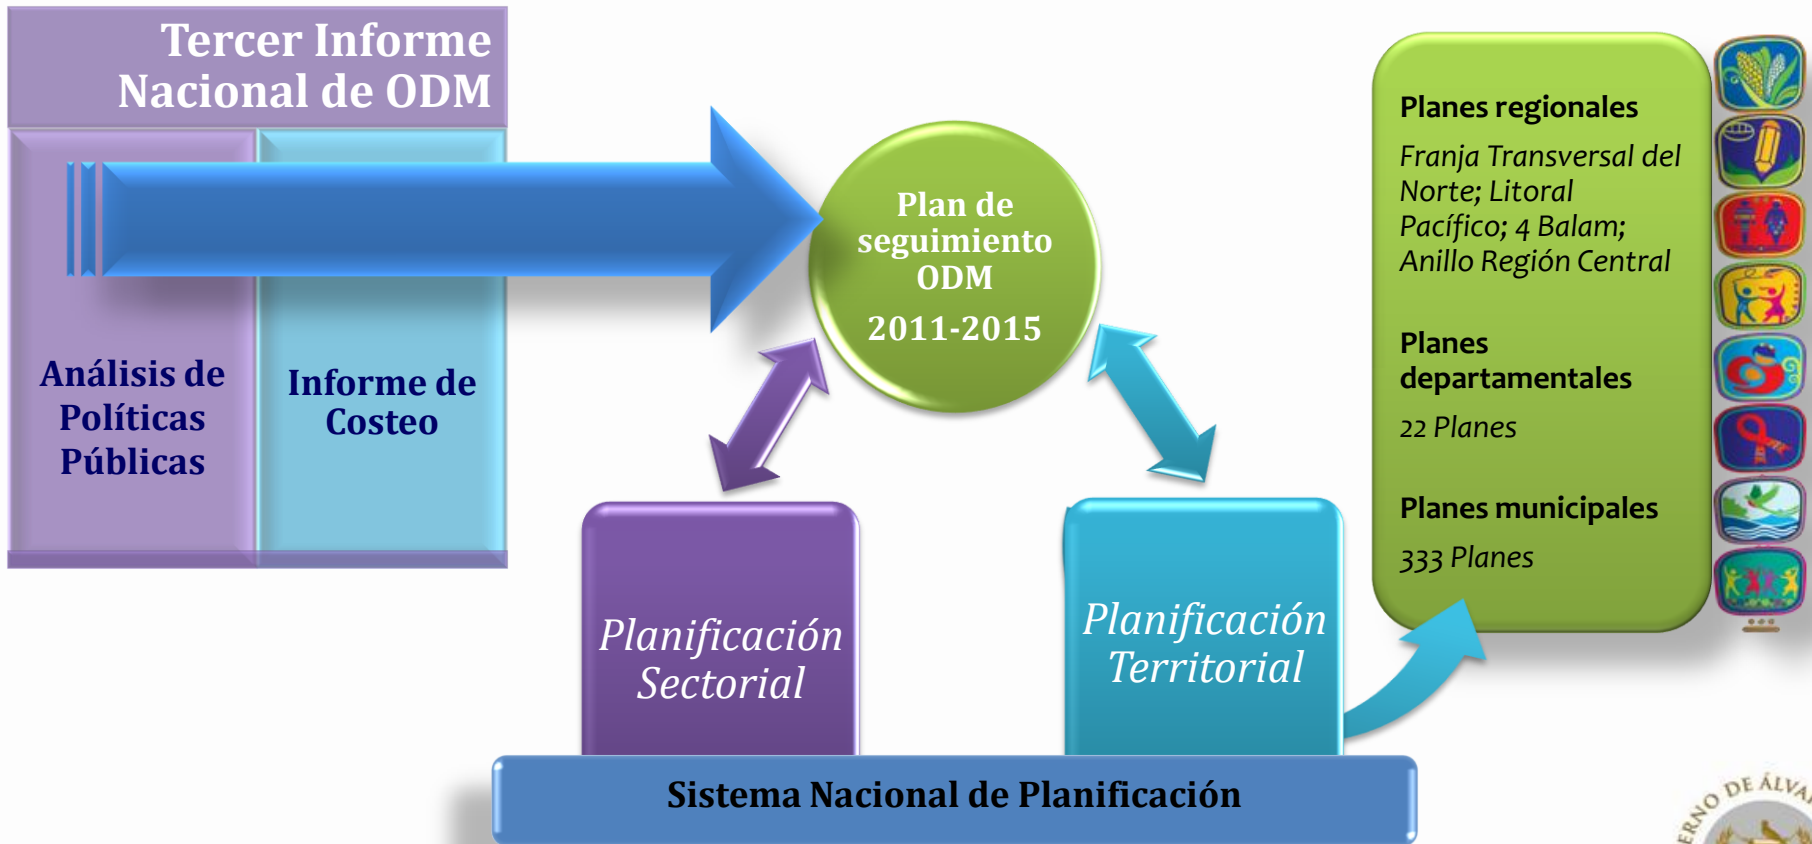 Tercer Informe
Nacional de ODM
Análisis de
Políticas
Públicas
Informe de
Costeo
Plan de
seguimiento
ODM
2011-2015
Planificación
Sectorial
Planificación
Territorial
Sistema Nacional de Planificación
Planes regionales
Franja Transversal del
Norte; Litoral
Pacífico; 4 Balam;
Anillo Región Central
Planes
departamentales
22 Planes
Planes municipales
333 Planes